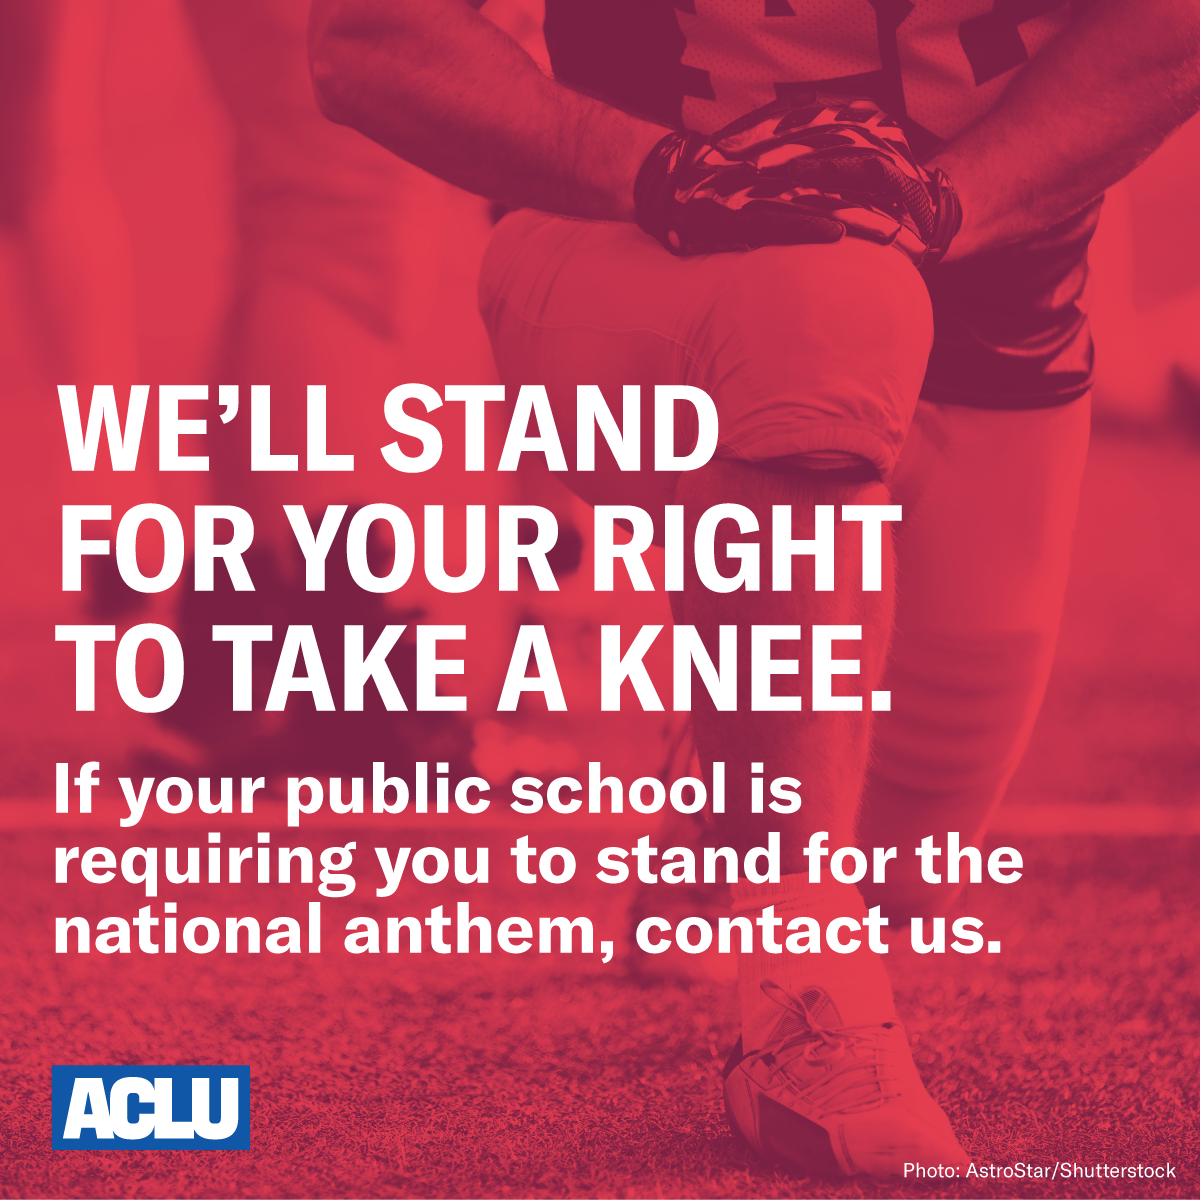 WE’LL STAND
FOR YOUR RIGHT
TO TAKE A KNEE.
If your public school is
requiring you to stand for the
national anthem, contact us.
ACLU
Photo: AstroStar/Shutterstock